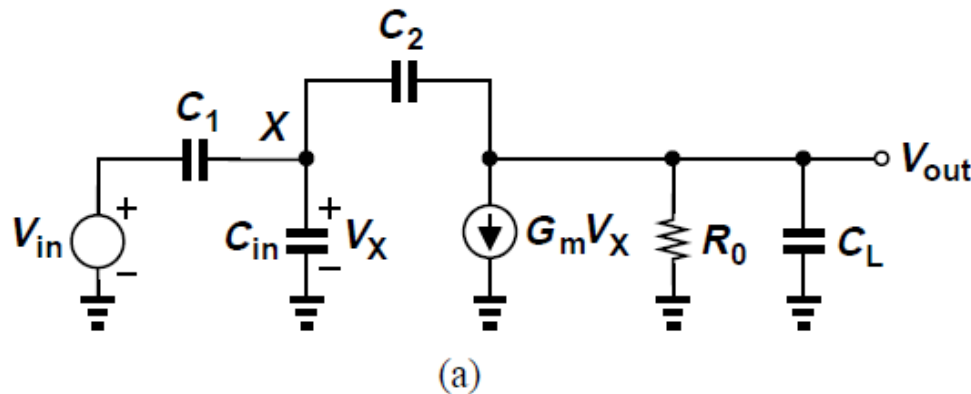 C2
C1
X
Vin
+
−
Cin
+
−
VX
GmVX
R0
CL
Vout
(a)